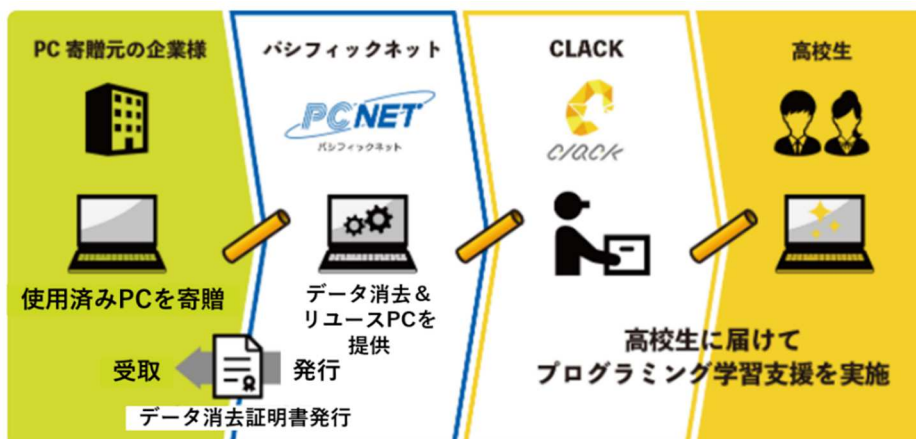 PC 寄贈元の企業様
パシフィックネット
CLACK
高校生
PCNET
パシフィックネット
clack
使用済みPCを寄贈
データ消去&
リユースPCを
提供
高校生に届けて
プログラミング学習支援を実施
受取
発行
データ消去証明書発行